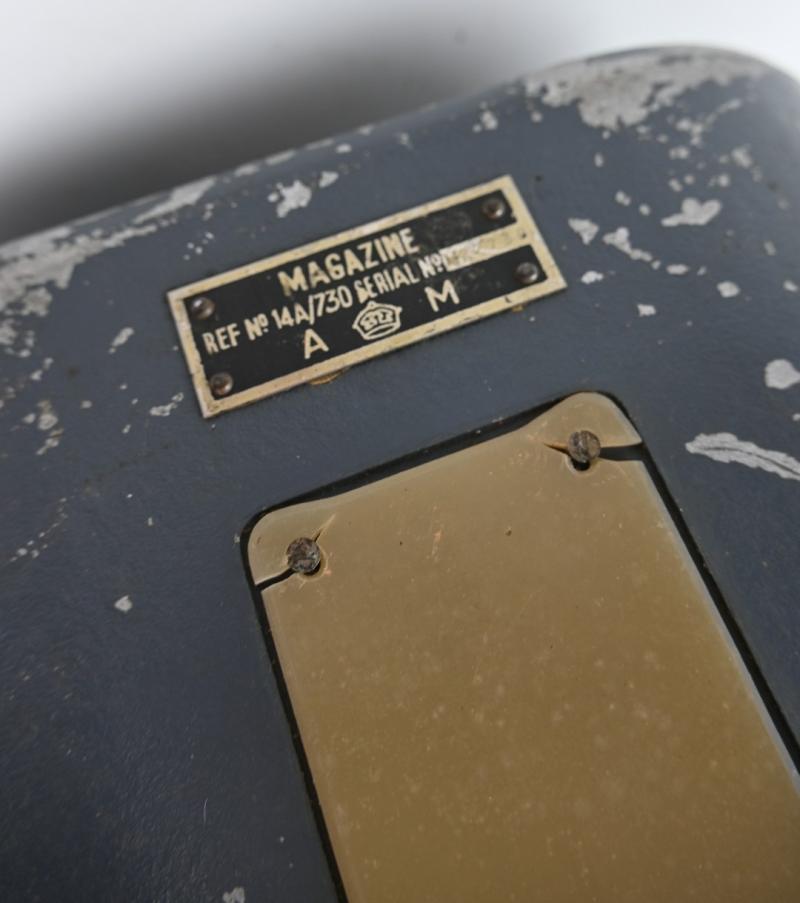 MAGAZINE
REF Nº 14A/730 SERIAL Nº
A M